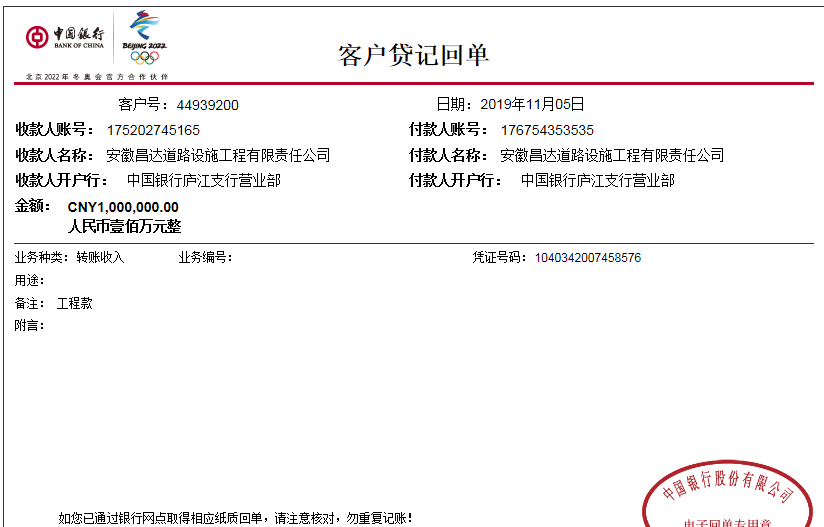 中国银行
BANK OF CHINA
BEIJING 2022
北京2022年冬奥会官方合作伙伴
客户贷记回单
客户号：44939200 日期：2019年11月05日
收款人账号：175202745165 付款人账号：176754353535
收款人名称：安徽昌达道路设施工程有限责任公司 付款人名称：安徽昌达道路设施工程有限责任公司
收款人开户行：中国银行庐江支行营业部 付款人开户行：中国银行庐江支行营业部
金额：CNY1,000,000.00
人民币壹佰万元整
业务种类：转账收入 业务编号： 凭证号码：1040342007458576
用途：
备注：工程款
附言：
中国银行股份有限公司
电子回单专用章
如您已通过银行网点取得相应纸质回单，请注意核对，勿重复记账！